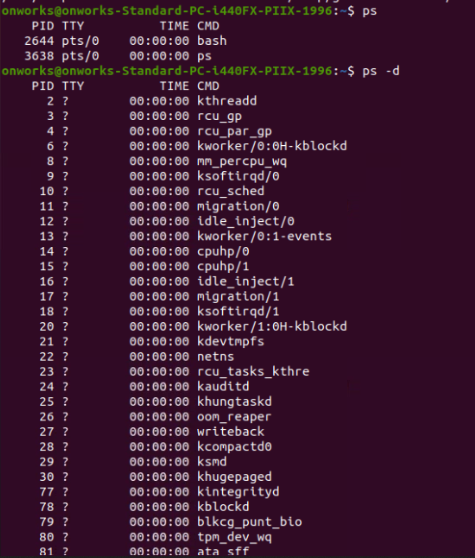 onworks@onworks-Standard-PC-i440FX-PIIX-1996:~$ ps
PID TTY TIME CMD
2644 pts/0 00:00:00 bash
3638 pts/0 00:00:00 ps
onworks@onworks-Standard-PC-i440FX-PIIX-1996:~$ ps -d
PID TTY TIME CMD
2 ? 00:00:00 kthreadd
3 ? 00:00:00 rcu_gp
4 ? 00:00:00 rcu_par_gp
6 ? 00:00:00 kworker/0:0H-kblockd
8 ? 00:00:00 mm_percpu_wq
9 ? 00:00:00 ksoftirqd/0
10 ? 00:00:00 rcu_sched
11 ? 00:00:00 migration/0
12 ? 00:00:00 idle_inject/0
13 ? 00:00:00 kworker/0:1-events
14 ? 00:00:00 cpuhp/0
15 ? 00:00:00 cpuhp/1
16 ? 00:00:00 idle_inject/1
17 ? 00:00:00 migration/1
18 ? 00:00:00 ksoftirqd/1
20 ? 00:00:00 kworker/1:0H-kblockd
21 ? 00:00:00 kdevtmpfs
22 ? 00:00:00 netns
23 ? 00:00:00 rcu_tasks_kthre
24 ? 00:00:00 kauditd
25 ? 00:00:00 khungtaskd
26 ? 00:00:00 oom_reaper
27 ? 00:00:00 writeback
28 ? 00:00:00 kcompactd0
29 ? 00:00:00 ksmd
30 ? 00:00:00 khugepaged
77 ? 00:00:00 kintegrityd
78 ? 00:00:00 kblockd
79 ? 00:00:00 blkcg_punt_bio
80 ? 00:00:00 tpm_dev_wq
81 ? 00:00:00 ata_sff